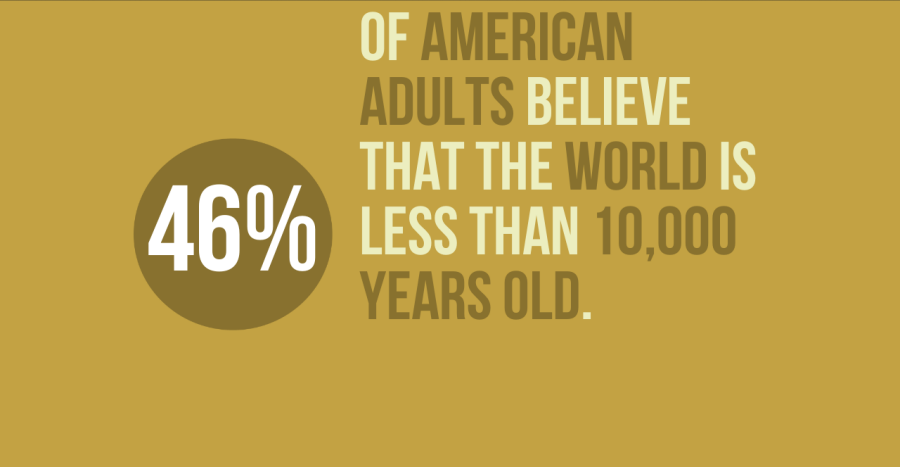 46%
OF AMERICAN
ADULTS BELIEVE
THAT THE WORLD IS
LESS THAN 10,000
YEARS OLD.